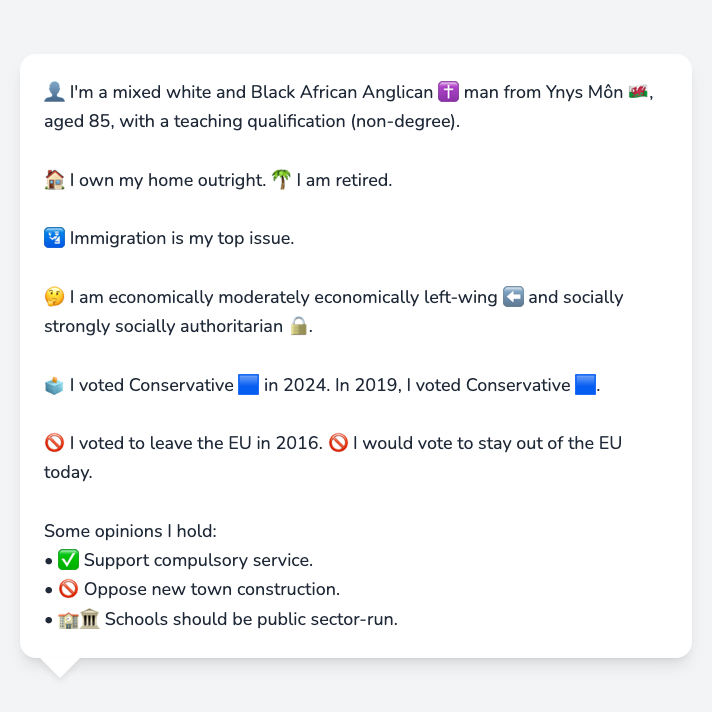 👤 I'm a mixed white and Black African Anglican ✝️ man from Ynys Môn 🏴󠁧󠁢󠁷󠁬󠁳󠁿,
aged 85, with a teaching qualification (non-degree).
🏠 I own my home outright. 🌴 I am retired.
🛂 Immigration is my top issue.
🤔 I am economically moderately economically left-wing ⬅️ and socially
strongly socially authoritarian 🔒.
🗳️ I voted Conservative 🟦 in 2024. In 2019, I voted Conservative 🟦.
🚫 I voted to leave the EU in 2016. 🚫 I would vote to stay out of the EU
today.
Some opinions I hold:
• ✅ Support compulsory service.
• 🚫 Oppose new town construction.
• 🏫🏛️ Schools should be public sector-run.